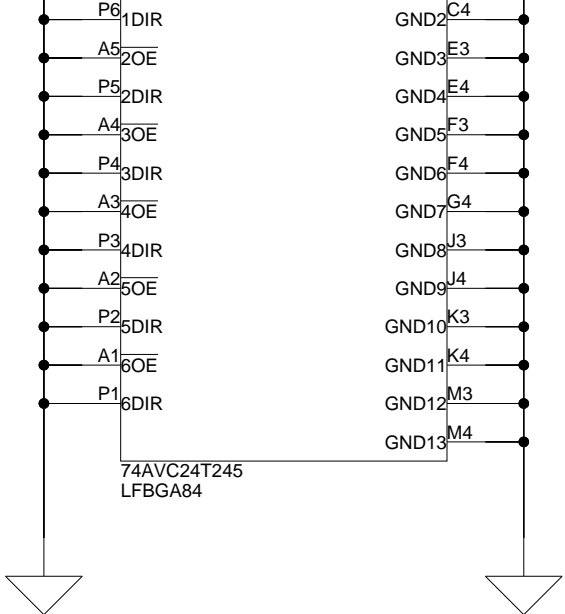 P6 1DIR GND2 C4
A5 2OE GND3 E3
P5 2DIR GND4 E4
A4 3OE GND5 F3
P4 3DIR GND6 F4
A3 4OE GND7 G4
P3 4DIR GND8 J3
A2 5OE GND9 J4
P2 5DIR GND10 K3
A1 6OE GND11 K4
P1 6DIR GND12 M3
GND13 M4
74AVC24T245
LFBGA84